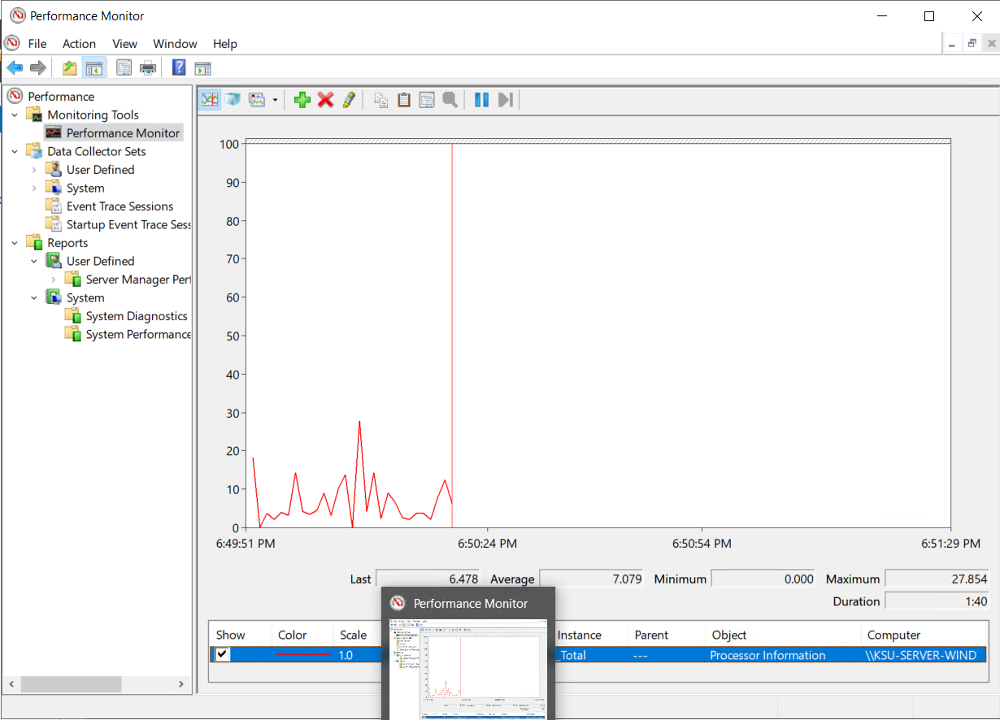 Performance Monitor
File Action View Window Help
Performance
Monitoring Tools
Performance Monitor
Data Collector Sets
User Defined
System
Event Trace Sessions
Startup Event Trace Sess
Reports
User Defined
Server Manager Perf
System
System Diagnostics
System Performance
100
90
80
70
60
50
40
30
20
10
0
6:49:51 PM 6:50:24 PM 6:50:54 PM 6:51:29 PM
Last 6.478 Average 7.079 Minimum 0.000 Maximum 27.854
Duration 1:40
Performance Monitor
Show Color Scale Instance Parent Object Computer
1.0 _Total --- Processor Information \\KSU-SERVER-WIND